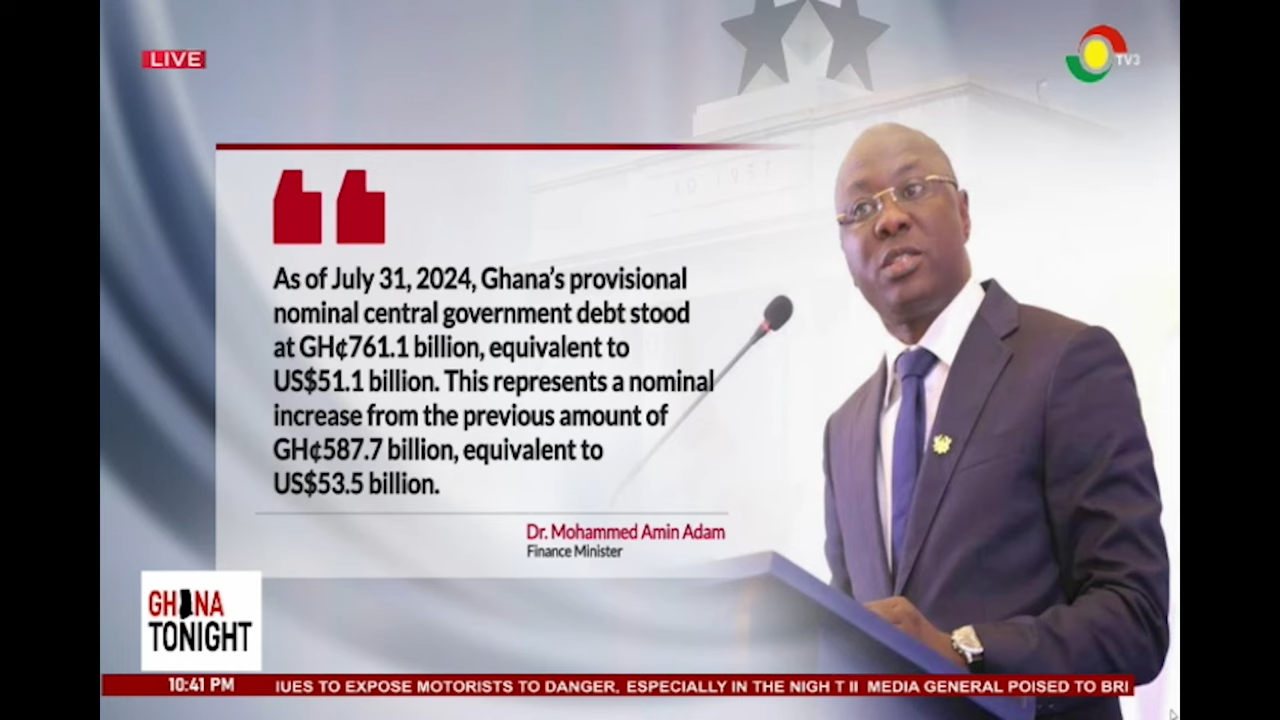 LIVE
TV3
As of July 31, 2024, Ghana's provisional
nominal central government debt stood
at GH¢761.1 billion, equivalent to
US$51.1 billion. This represents a nominal
increase from the previous amount of
GH¢587.7 billion, equivalent to
US$53.5 billion.
Dr. Mohammed Amin Adam
Finance Minister
GHANA
TONIGHT
10:41 PM IUES TO EXPOSE MOTORISTS TO DANGER, ESPECIALLY IN THE NIGH T II MEDIA GENERAL POISED TO BRI